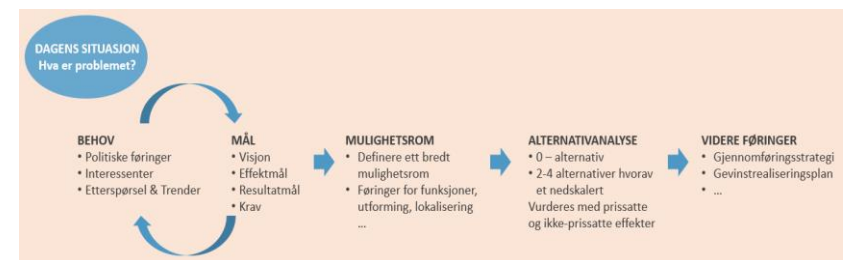 DAGENS SITUASJON
Hva er problemet?
BEHOV
• Politiske føringer
• Interessenter
• Etterspørsel & Trender
MÅL
• Visjon
• Effektmål
• Resultatmål
• Krav
MULIGHETSROM
• Definere ett bredt
mulighetsrom
• Føringer for funksjoner,
utforming, lokalisering
...
ALTERNATIVANALYSE
• 0 – alternativ
• 2-4 alternativer hvorav
et nedskalert
Vurderes med prissatte
og ikke-prissatte effekter
VIDERE FØRINGER
• Gjennomføringsstrategi
• Gevinstrealiseringsplan
• ...